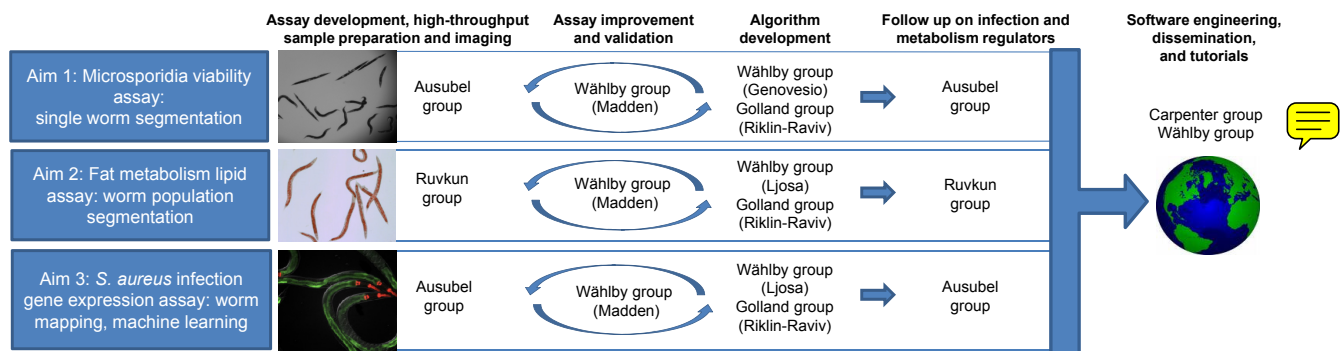 Assay development, high-throughput
sample preparation and imaging
Assay improvement
and validation
Algorithm
development
Follow up on infection and
metabolism regulators
Software engineering,
dissemination,
and tutorials
Aim 1: Microsporidia viability
assay:
single worm segmentation
Ausubel
group
Wählby group
(Madden)
Wählby group
(Genovesio)
Golland group
(Riklin-Raviv)
Ausubel
group
Aim 2: Fat metabolism lipid
assay: worm population
segmentation
Ruvkun
group
Wählby group
(Madden)
Wählby group
(Ljosa)
Golland group
(Riklin-Raviv)
Ruvkun
group
Aim 3: S. aureus infection
gene expression assay: worm
mapping, machine learning
Ausubel
group
Wählby group
(Madden)
Wählby group
(Ljosa)
Golland group
(Riklin-Raviv)
Ausubel
group
Carpenter group
Wählby group